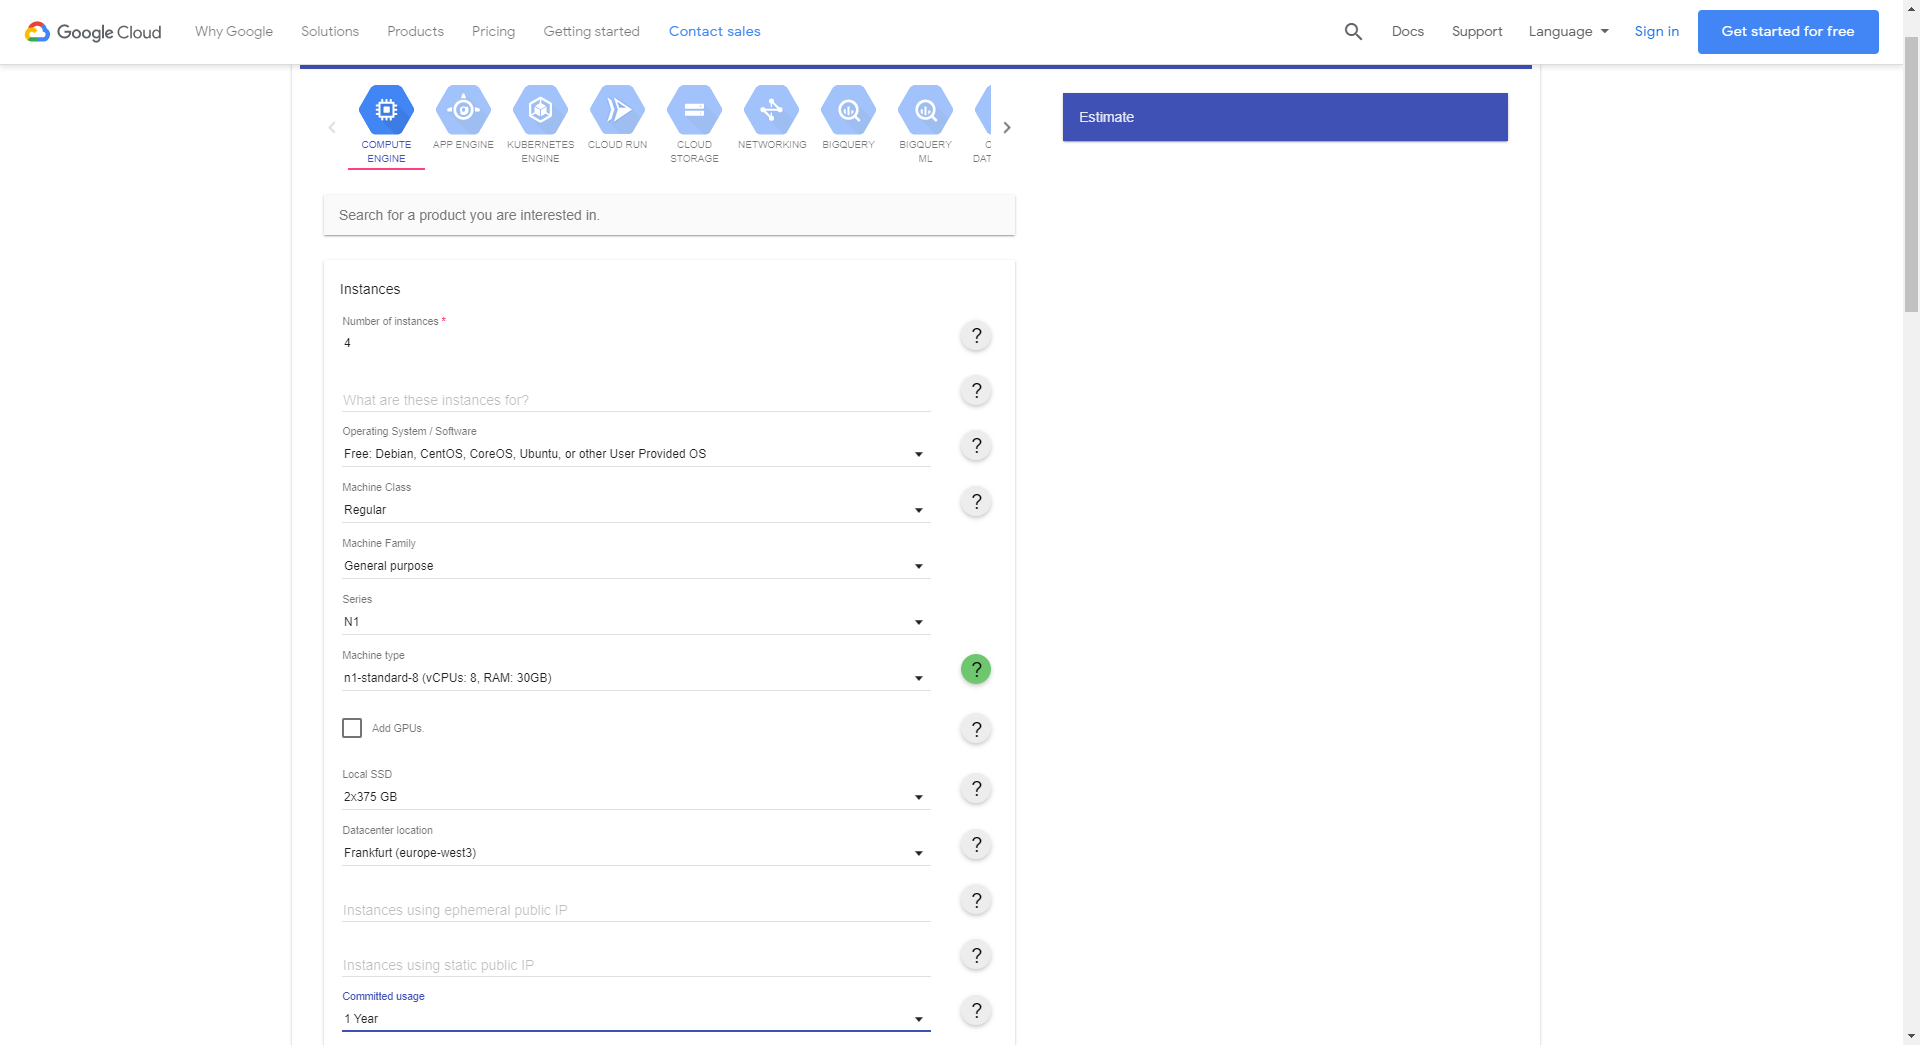 Google Cloud
Why Google
Solutions
Products
Pricing
Getting started
Contact sales
Docs
Support
Language
Sign in
Get started for free
COMPUTE
ENGINE
APP ENGINE
KUBERNETES
ENGINE
CLOUD RUN
CLOUD
STORAGE
NETWORKING
BIGQUERY
BIGQUERY
ML
C
DAT
Estimate
Search for a product you are interested in.
Instances
Number of instances *
4
?
What are these instances for?
?
Operating System / Software
Free: Debian, CentOS, CoreOS, Ubuntu, or other User Provided OS
?
Machine Class
Regular
?
Machine Family
General purpose
Series
N1
Machine type
n1-standard-8 (vCPUs: 8, RAM: 30GB)
?
Add GPUs.
?
Local SSD
2x375 GB
?
Datacenter location
Frankfurt (europe-west3)
?
Instances using ephemeral public IP
?
Instances using static public IP
?
Committed usage
1 Year
?